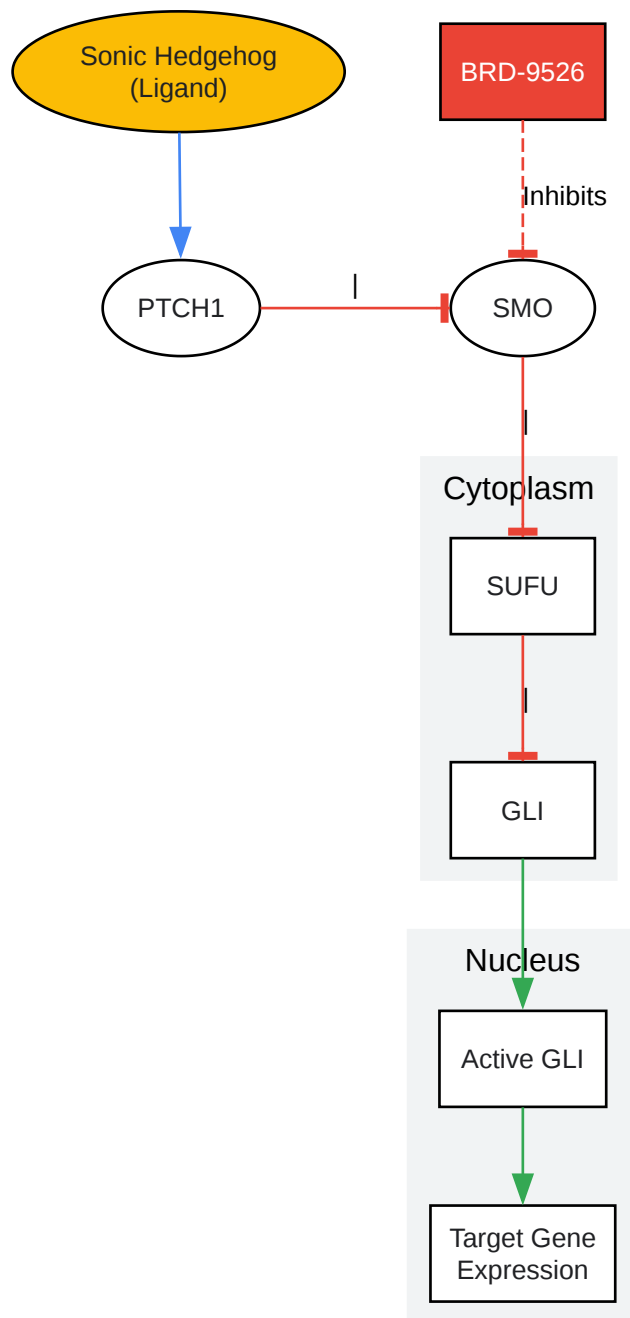 Sonic Hedgehog
(Ligand)
BRD-9526
Inhibits
PTCH1
|
SMO
|
Cytoplasm
SUFU
|
GLI
Nucleus
Active GLI
Target Gene
Expression